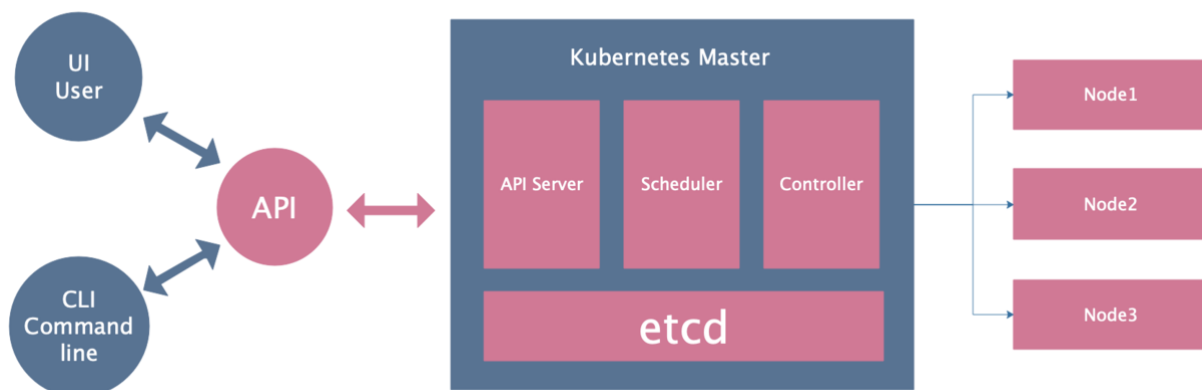 UI
User
API
CLI
Command
line
Kubernetes Master
API Server
Scheduler
Controller
etcd
Node1
Node2
Node3